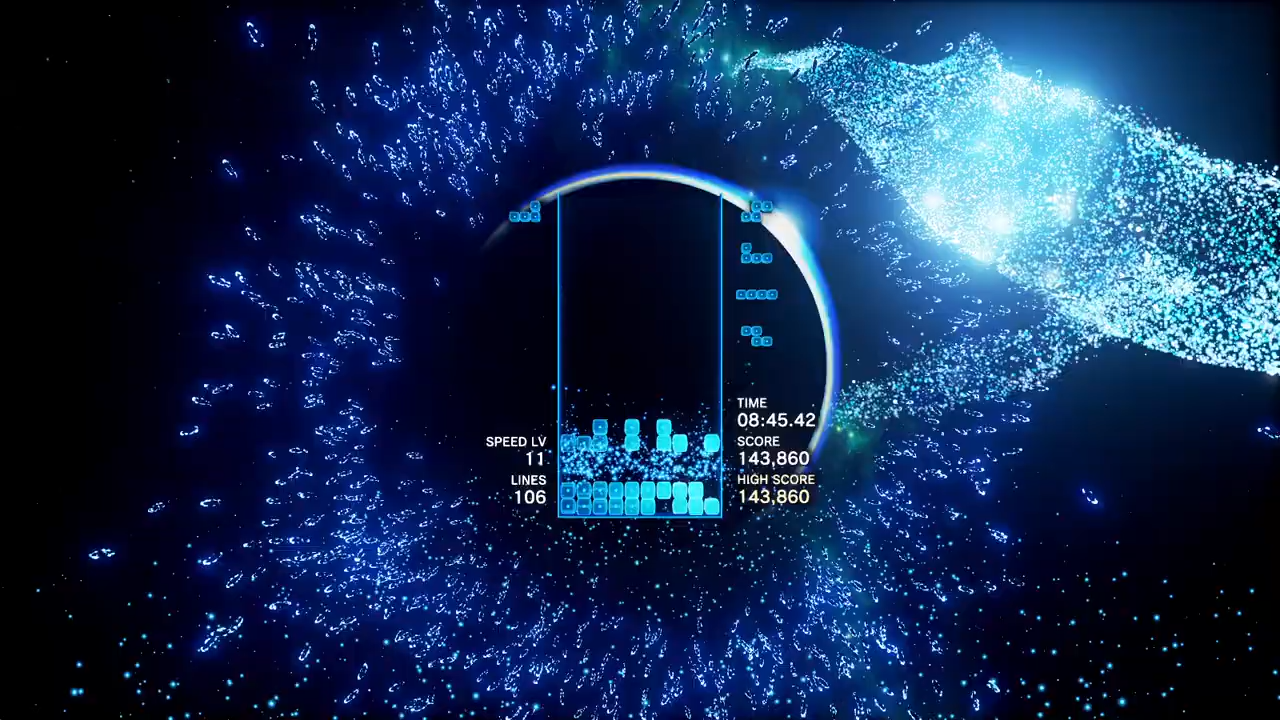 SPEED LV
11
LINES
106
TIME
08:45.42
SCORE
143,860
HIGH SCORE
143,860